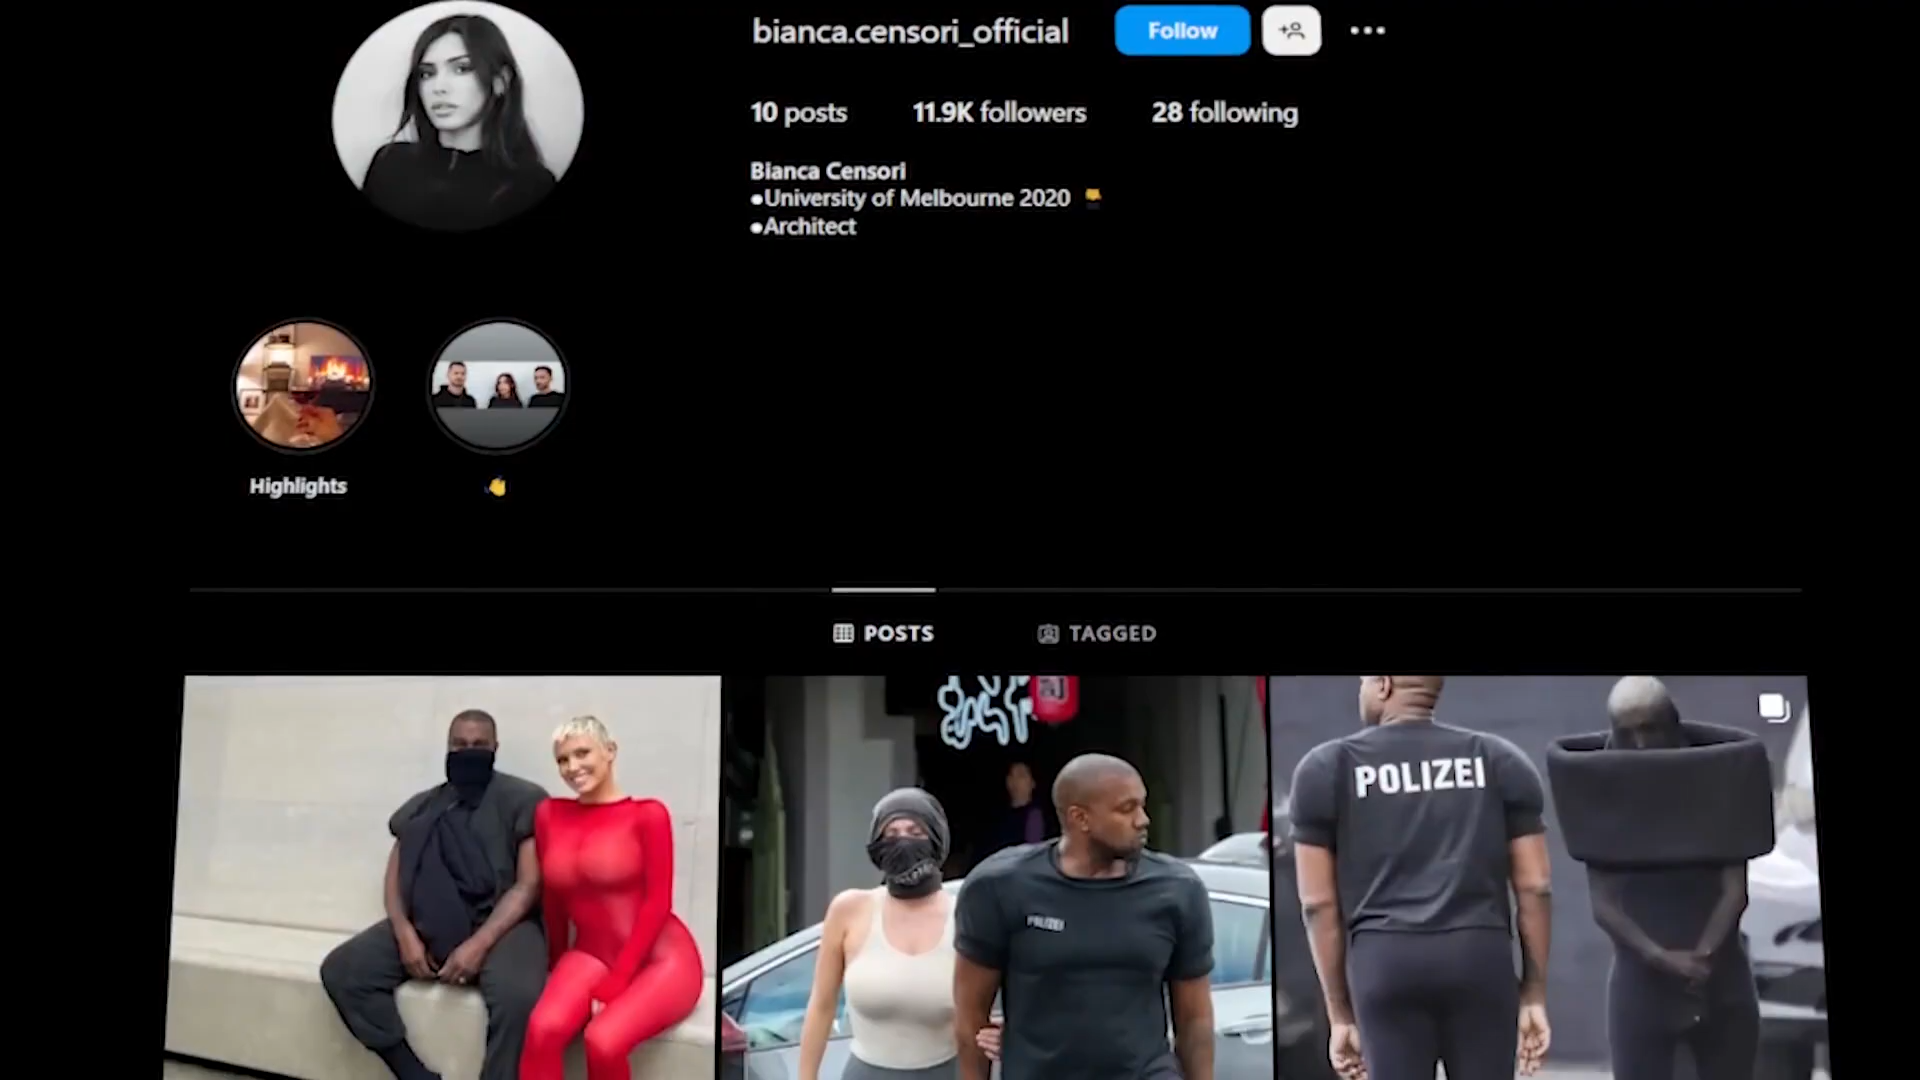 bianca.censori_official
Follow
10 posts 11.9K followers 28 following
Bianca Censori
●University of Melbourne 2020
●Architect
Highlights
POSTS TAGGED
POLIZEI
POLIZEI